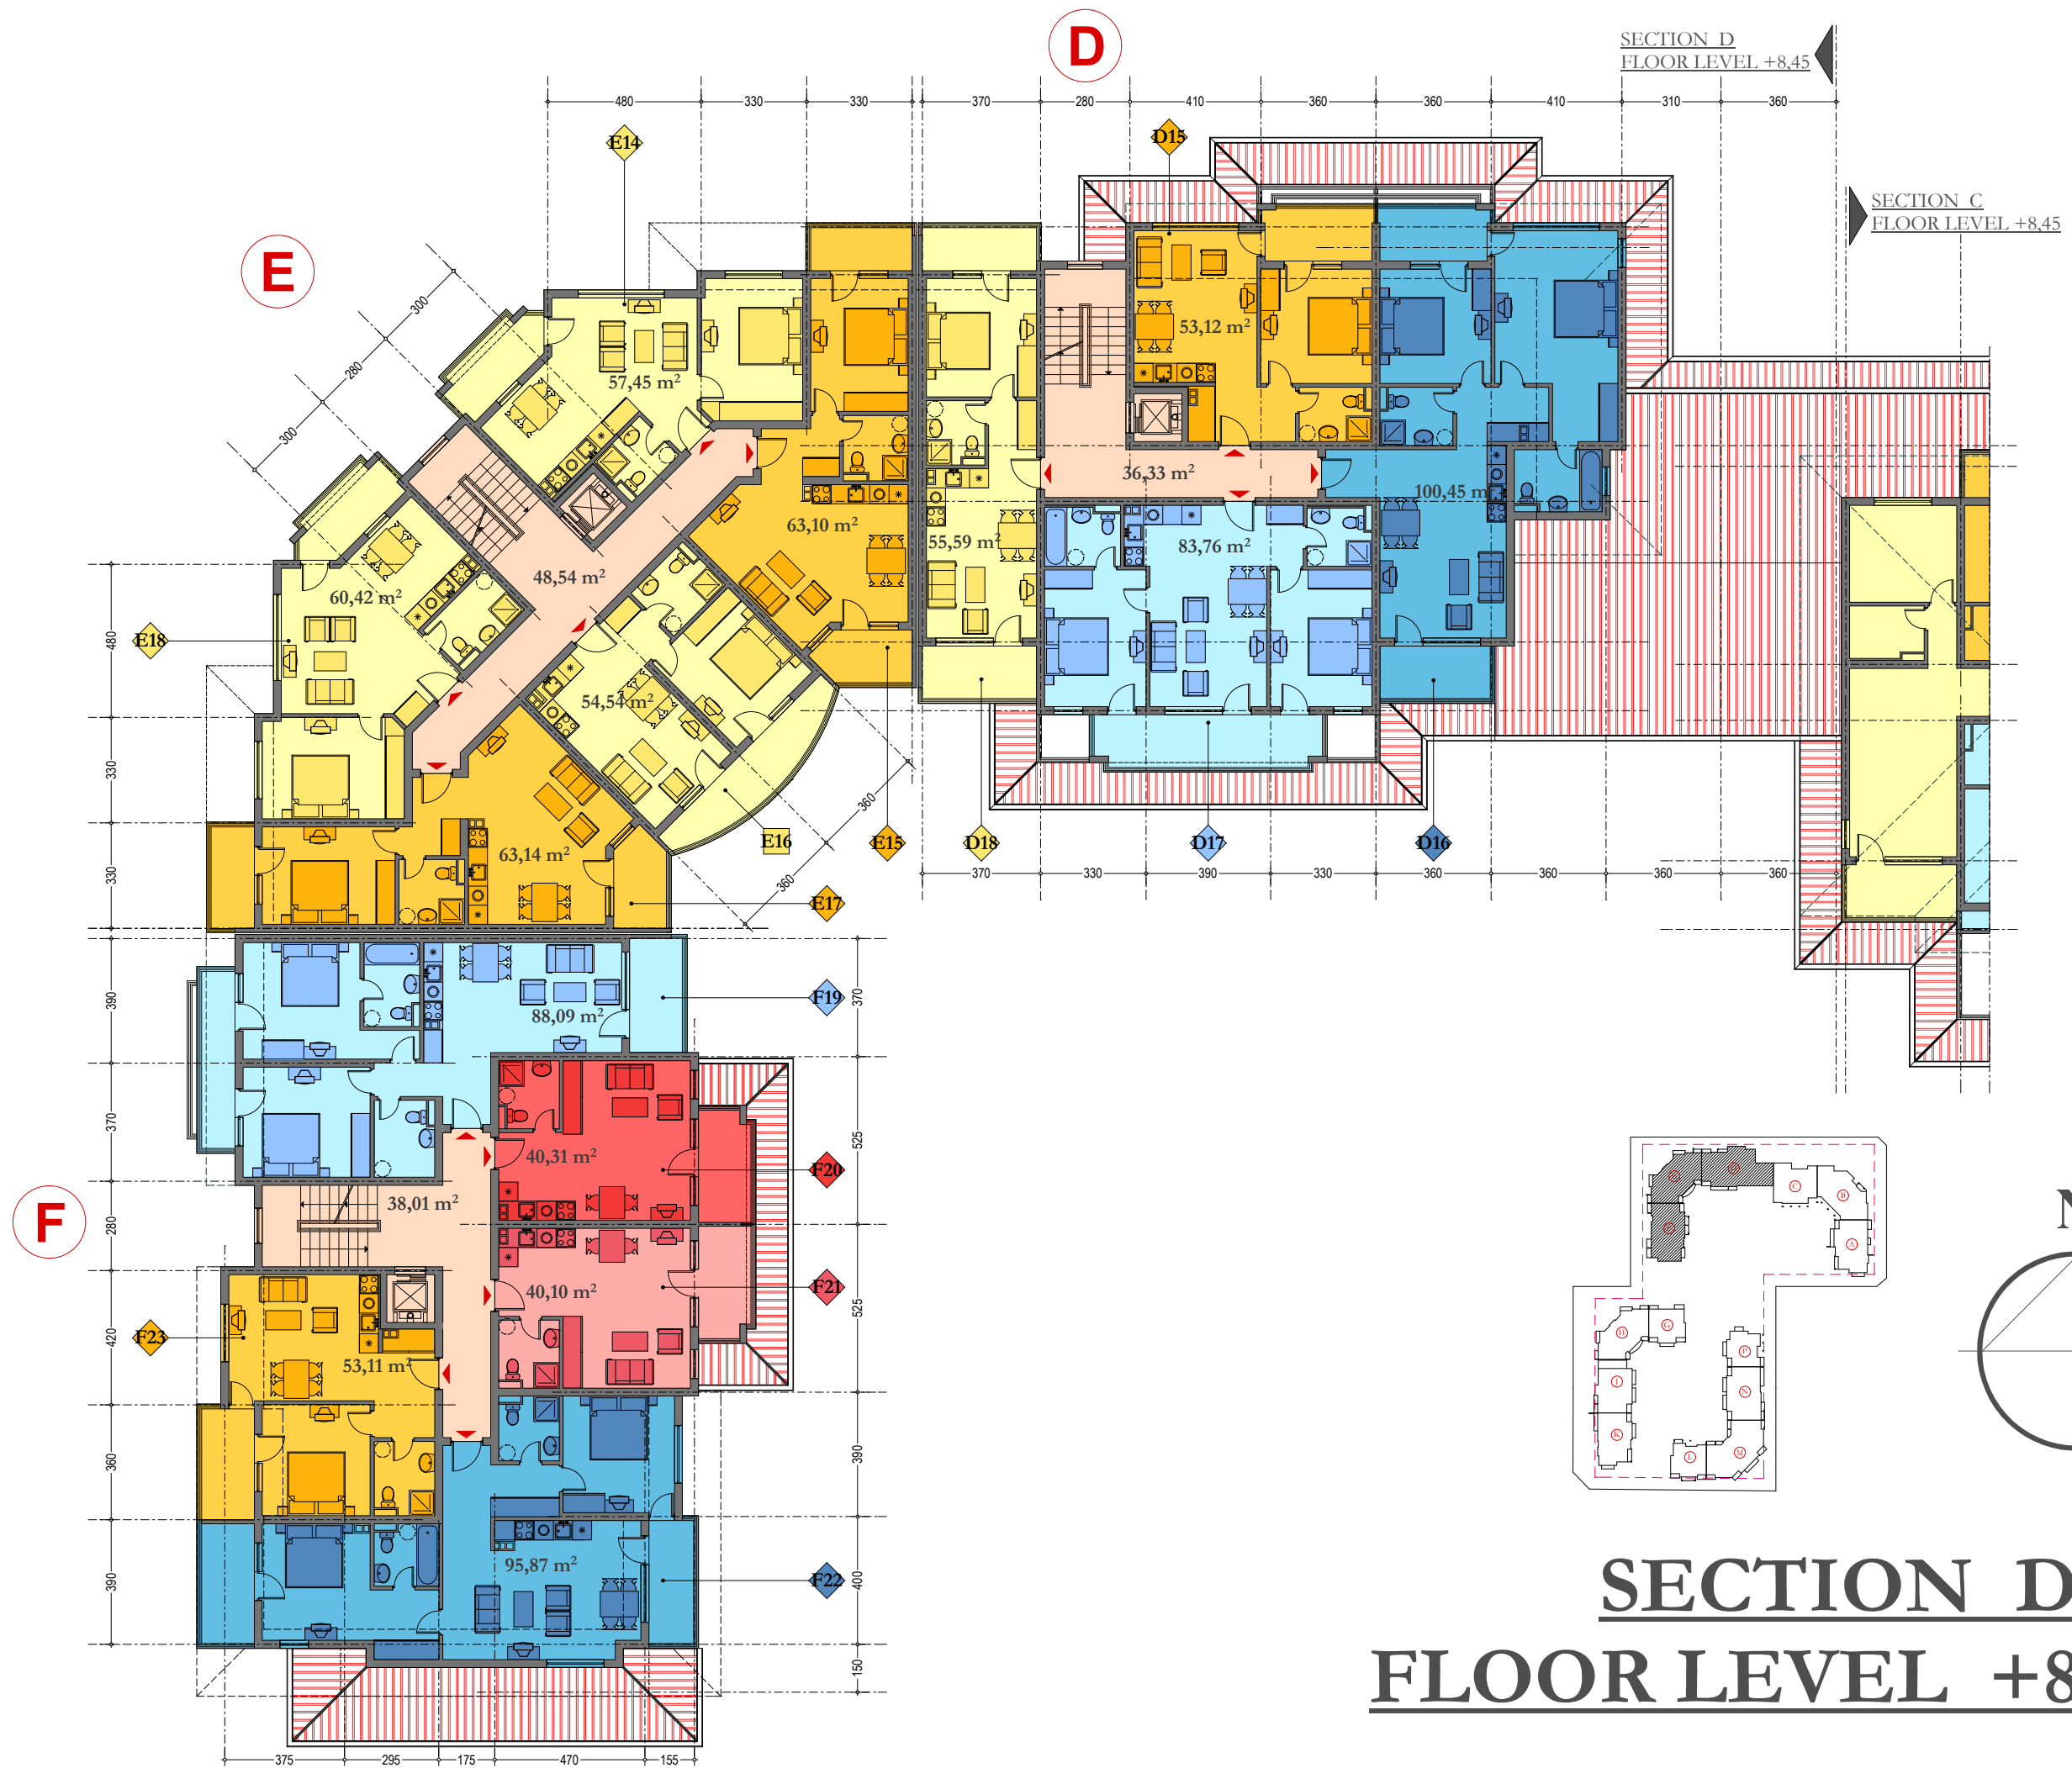 D
SECTION D
FLOOR LEVEL +8,45
480
330
330
370
280
410
360
360
410
310
360
E14
D15
SECTION C
FLOOR LEVEL +8,45
E
300
280
300
57,45 m²
53,12 m²
63,10 m²
36,33 m²
100,45 m
55,59 m²
83,76 m²
48,54 m²
60,42 m²
E18
54,54 m²
480
330
330
63,14 m²
360
360
E16
E15
D18
D17
D16
370
330
390
330
360
360
360
360
E17
390
370
F19
88,09 m²
370
525
40,31 m²
F20
F
38,01 m²
280
40,10 m²
F21
525
F23
420
53,11 m²
360
390
390
95,87 m²
F22
400
150
375
295
175
470
155
C
B
A
H
G
P
J
N
K
L
M
N
SECTION D
FLOOR LEVEL +8